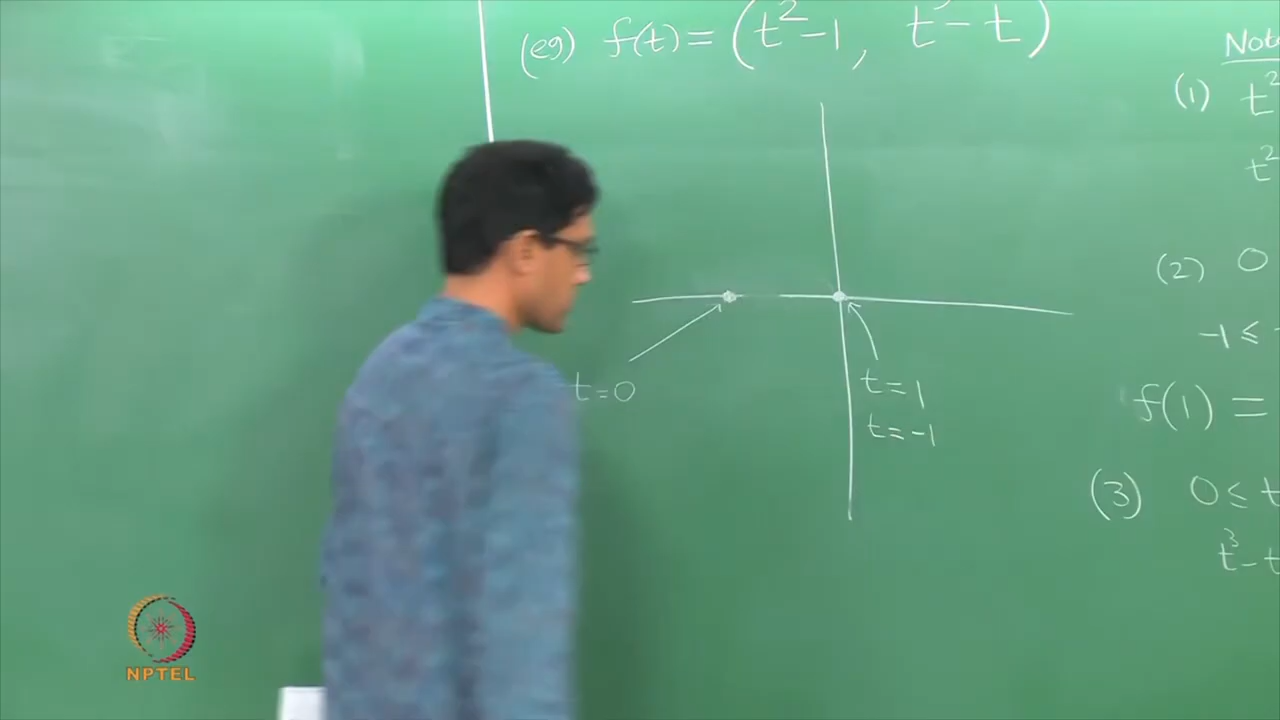 (eg) f(t) = (t²-1, t³-t)
Note
(1) t²
t²
(2) 0
-1 ≤
t=0
t=1
t=-1
f(1) =
(3) 0 ≤ t
t³-t
NPTEL